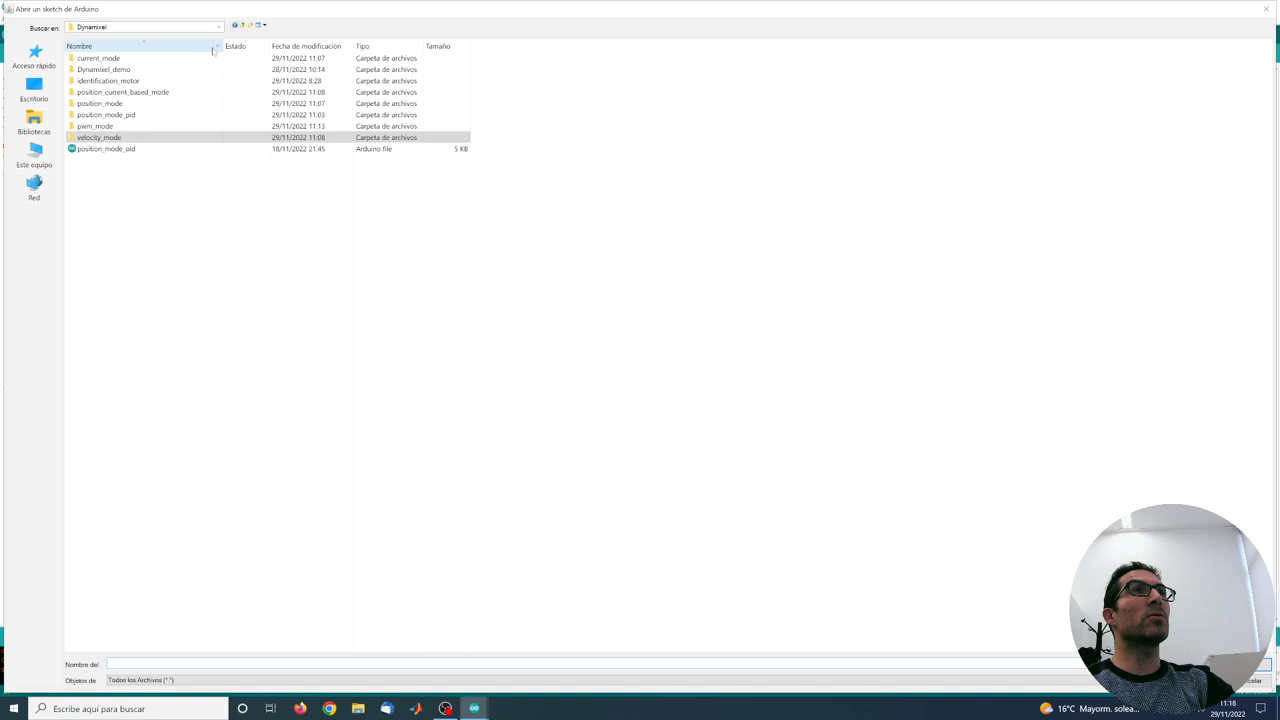 Abrir un sketch de Arduino
Buscar en: Dynamixel
Nombre Estado Fecha de modificación Tipo Tamaño
current_mode 29/11/2022 11:07 Carpeta de archivos
Dynamixel_demo 28/11/2022 10:14 Carpeta de archivos
identification_motor 29/11/2022 8:28 Carpeta de archivos
position_current_based_mode 29/11/2022 11:08 Carpeta de archivos
position_mode 29/11/2022 11:07 Carpeta de archivos
position_mode_pid 29/11/2022 11:03 Carpeta de archivos
pwm_mode 29/11/2022 11:13 Carpeta de archivos
velocity_mode 29/11/2022 11:08 Carpeta de archivos
position_mode_old 18/11/2022 21:45 Arduino file 5 KB
Acceso rápido
Escritorio
Bibliotecas
Este equipo
Red
Nombre de:
Objetos de Todos los Archivos (*.*)
Escribe aquí para buscar
16°C Mayorm. solea...
11:18
29/11/2022